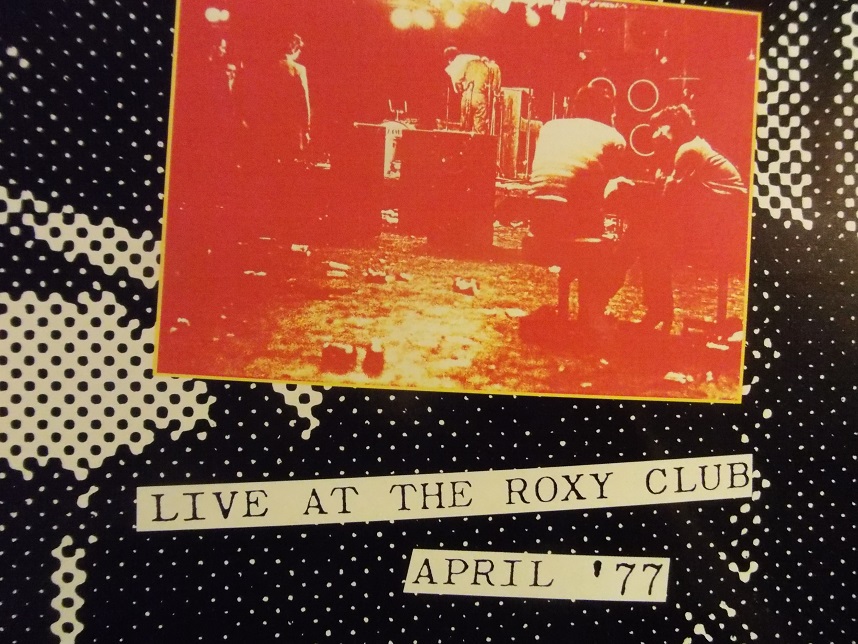 LIVE AT THE ROXY CLUB
APRIL '77